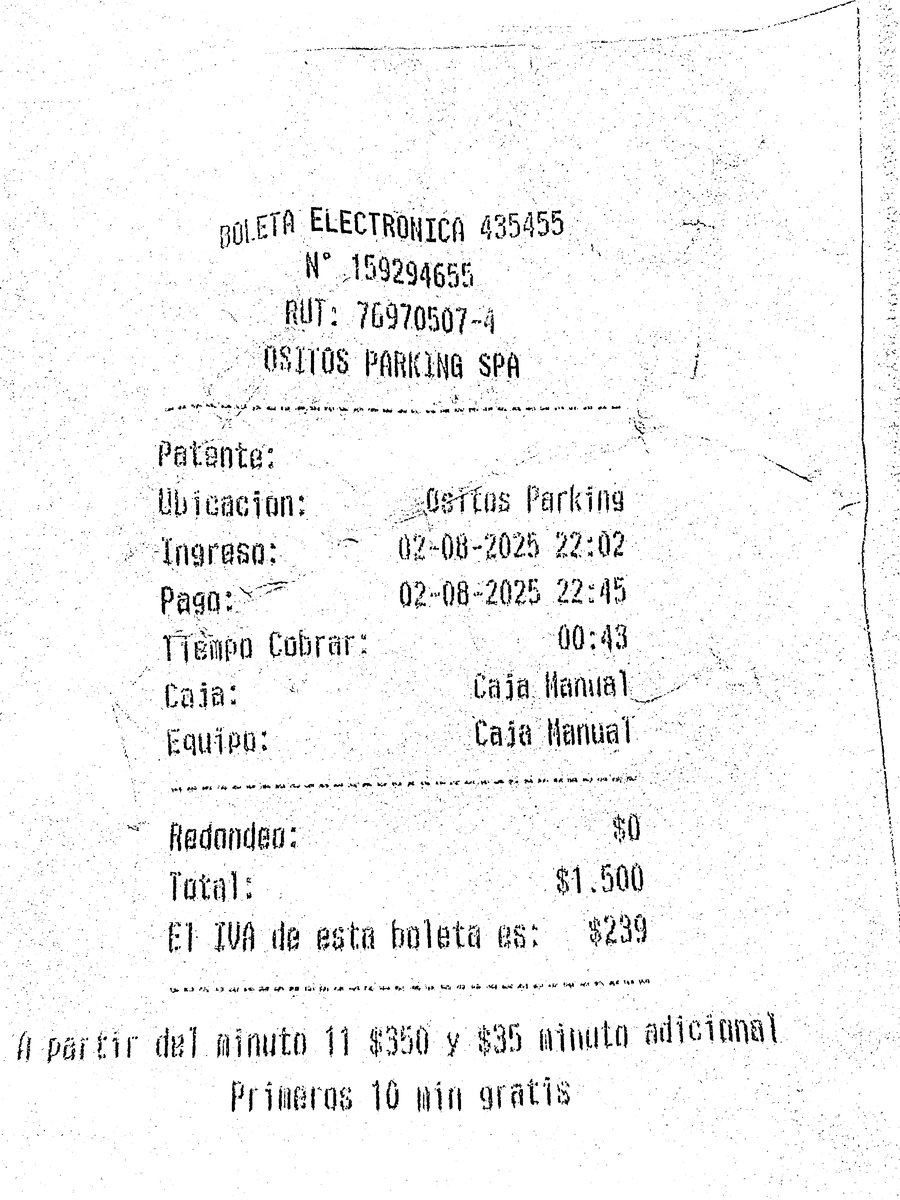 BOLETA ELECTRONICA 435455
N° 159294655
RUT: 76970507-4
OSITOS PARKING SPA
Patente:
Ubicacion: Ositos Parking
Ingreso: 02-08-2025 22:02
Pago: 02-08-2025 22:45
Tiempo Cobrar: 00:43
Caja: Caja Manual
Equipo: Caja Manual
Redondeo: $0
Total: $1.500
El IVA de esta boleta es: $239
A partir del minuto 11 $350 y $35 minuto adicional
Primeros 10 min gratis